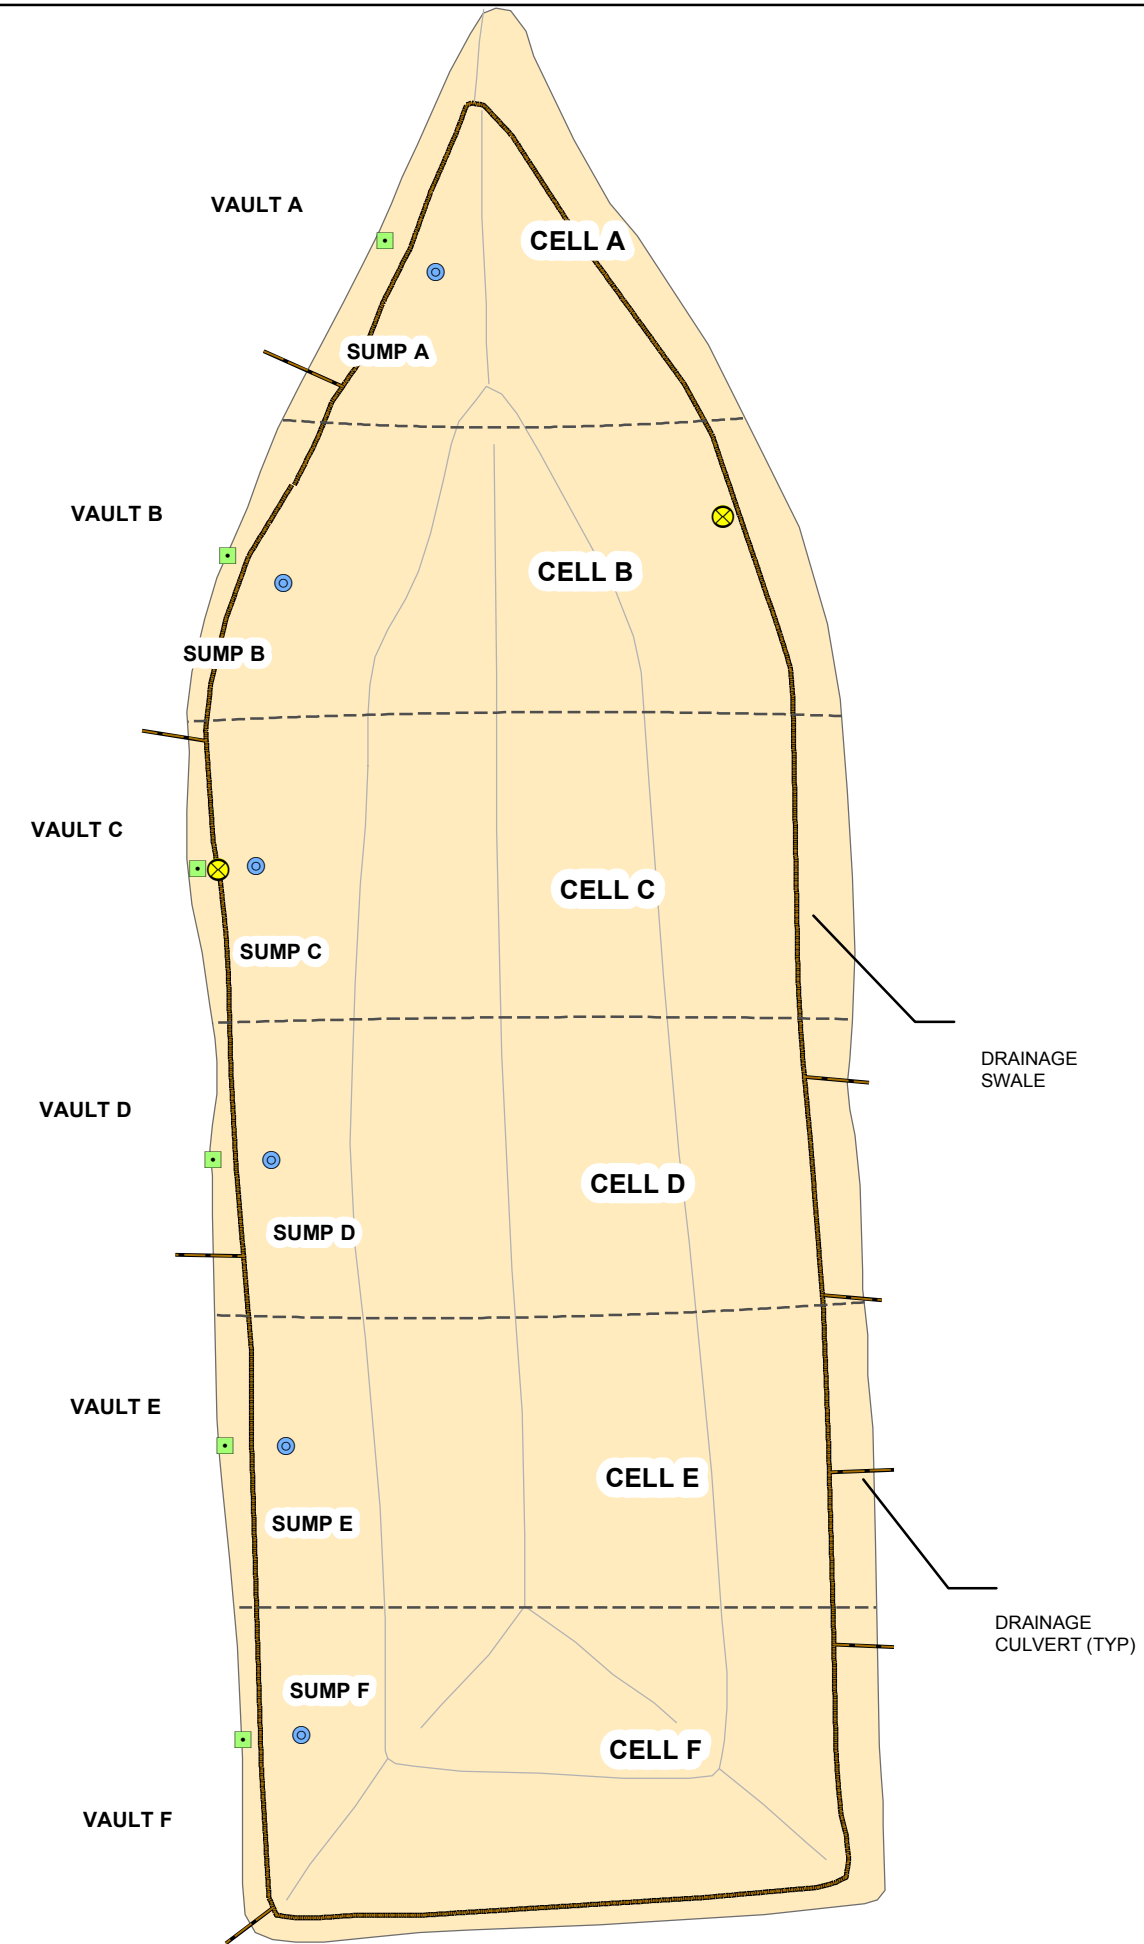 VAULT A
CELL A
SUMP A
VAULT B
CELL B
SUMP B
VAULT C
CELL C
SUMP C
DRAINAGE
SWALE
VAULT D
CELL D
SUMP D
VAULT E
CELL E
SUMP E
DRAINAGE
CULVERT (TYP)
SUMP F
CELL F
VAULT F